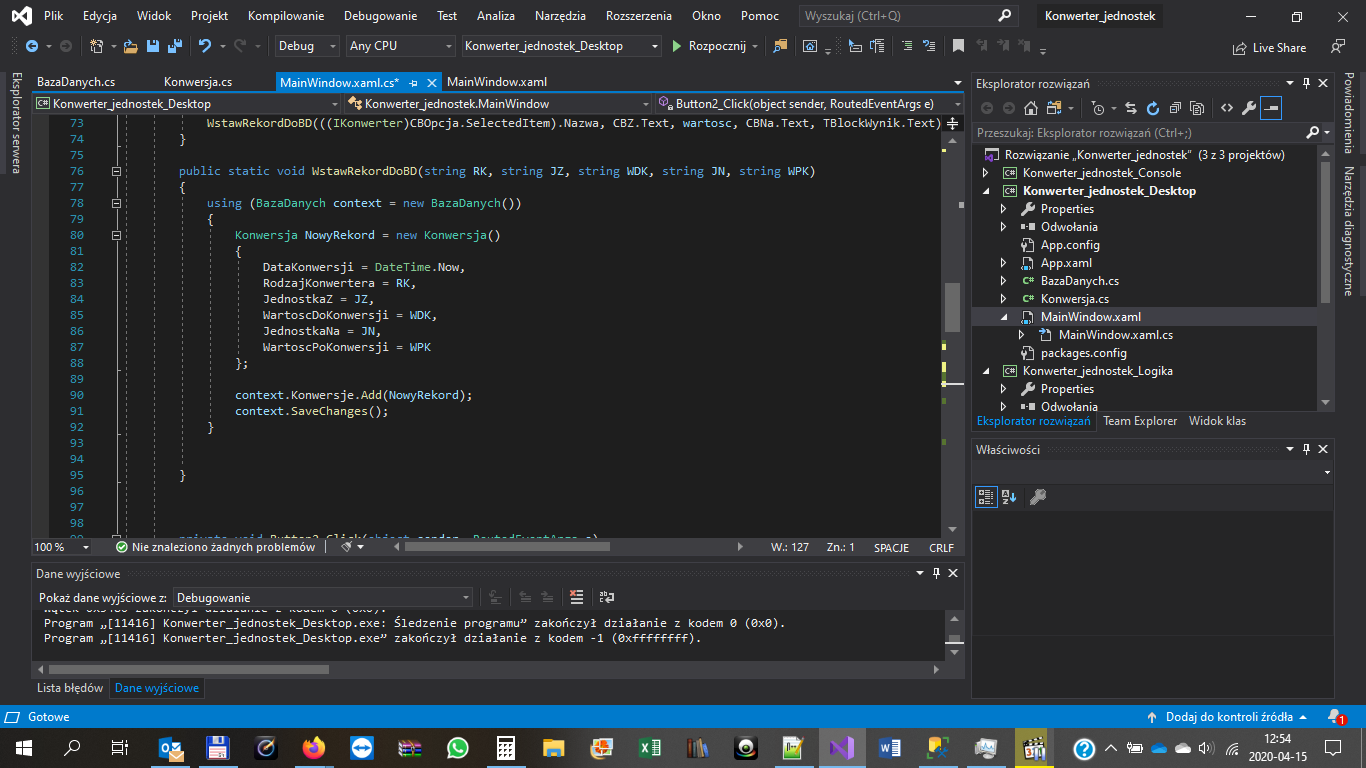 Plik Edycja Widok Projekt Kompilowanie Debugowanie Test Analiza Narzędzia Rozszerzenia Okno Pomoc Wyszukaj (Ctrl+Q) Konwerter_jednostek
Debug Any CPU Konwerter_jednostek_Desktop Rozpocznij Live Share
Eksplorator serwera
BazaDanych.cs Konwersja.cs MainWindow.xaml.cs* MainWindow.xaml
Konwerter_jednostek_Desktop Konwerter_jednostek.MainWindow Button2_Click(object sender, RoutedEventArgs e)
73 WstawRekordDoBD(((IKonwerter)CBOpcja.SelectedItem).Nazwa, CBZ.Text, wartosc, CBNa.Text, TBlockWynik.Text)
74 }
75
76 public static void WstawRekordDoBD(string RK, string JZ, string WDK, string JN, string WPK)
77 {
78 using (BazaDanych context = new BazaDanych())
79 {
80 Konwersja NowyRekord = new Konwersja()
81 {
82 DataKonwersji = DateTime.Now,
83 RodzajKonwertera = RK,
84 JednostkaZ = JZ,
85 WartoscDoKonwersji = WDK,
86 JednostkaNa = JN,
87 WartoscPoKonwersji = WPK
88 };
89
90 context.Konwersje.Add(NowyRekord);
91 context.SaveChanges();
92 }
93
94
95 }
96
97
98
99 private void Button2_Click(object sender, RoutedEventArgs e)
100 % Nie znaleziono żadnych problemów W.: 127 Zn.: 1 SPACJE CRLF
Dane wyjściowe
Pokaż dane wyjściowe z: Debugowanie
zakończył działanie z kodem 0 (0x0).
Program „[11416] Konwerter_jednostek_Desktop.exe: Śledzenie programu” zakończył działanie z kodem 0 (0x0).
Program „[11416] Konwerter_jednostek_Desktop.exe” zakończył działanie z kodem -1 (0xffffffff).
Lista błędów Dane wyjściowe
Eksplorator rozwiązań
Przeszukaj: Eksplorator rozwiązań (Ctrl+;)
Rozwiązanie „Konwerter_jednostek” (3 z 3 projektów)
Konwerter_jednostek_Console
Konwerter_jednostek_Desktop
Properties
Odwołania
App.config
App.xaml
BazaDanych.cs
Konwersja.cs
MainWindow.xaml
MainWindow.xaml.cs
packages.config
Konwerter_jednostek_Logika
Properties
Odwołania
Eksplorator rozwiązań Team Explorer Widok klas
Właściwości
Powiadomienia
Narzędzia diagnostyczne
Gotowe Dodaj do kontroli źródła 1
12:54
2020-04-15